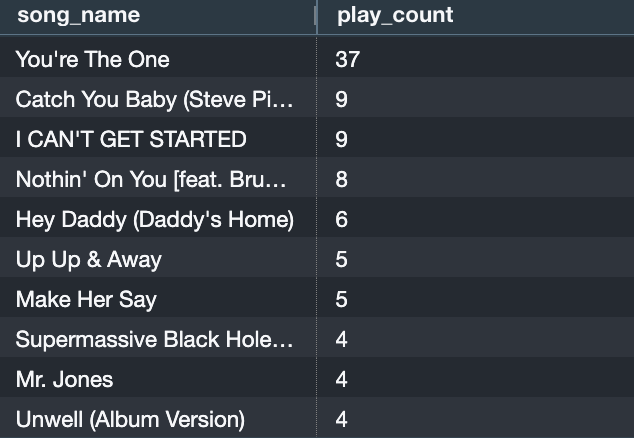 song_name play_count
You're The One 37
Catch You Baby (Steve Pi... 9
I CAN'T GET STARTED 9
Nothin' On You [feat. Bru... 8
Hey Daddy (Daddy's Home) 6
Up Up & Away 5
Make Her Say 5
Supermassive Black Hole... 4
Mr. Jones 4
Unwell (Album Version) 4